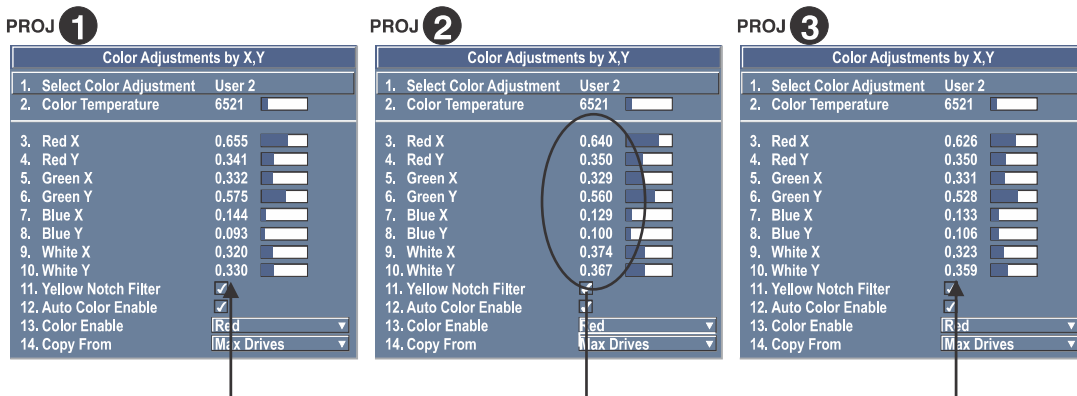 PROJ 1
Color Adjustments by X,Y
1. Select Color Adjustment User 2
2. Color Temperature 6521
3. Red X 0.655
4. Red Y 0.341
5. Green X 0.332
6. Green Y 0.575
7. Blue X 0.144
8. Blue Y 0.093
9. White X 0.320
10. White Y 0.330
11. Yellow Notch Filter
12. Auto Color Enable
13. Color Enable Red
14. Copy From Max Drives
PROJ 2
Color Adjustments by X,Y
1. Select Color Adjustment User 2
2. Color Temperature 6521
3. Red X 0.640
4. Red Y 0.350
5. Green X 0.329
6. Green Y 0.560
7. Blue X 0.129
8. Blue Y 0.100
9. White X 0.374
10. White Y 0.367
11. Yellow Notch Filter
12. Auto Color Enable
13. Color Enable Red
14. Copy From Max Drives
PROJ 3
Color Adjustments by X,Y
1. Select Color Adjustment User 2
2. Color Temperature 6521
3. Red X 0.626
4. Red Y 0.350
5. Green X 0.331
6. Green Y 0.528
7. Blue X 0.133
8. Blue Y 0.106
9. White X 0.323
10. White Y 0.359
11. Yellow Notch Filter
12. Auto Color Enable
13. Color Enable Red
14. Copy From Max Drives